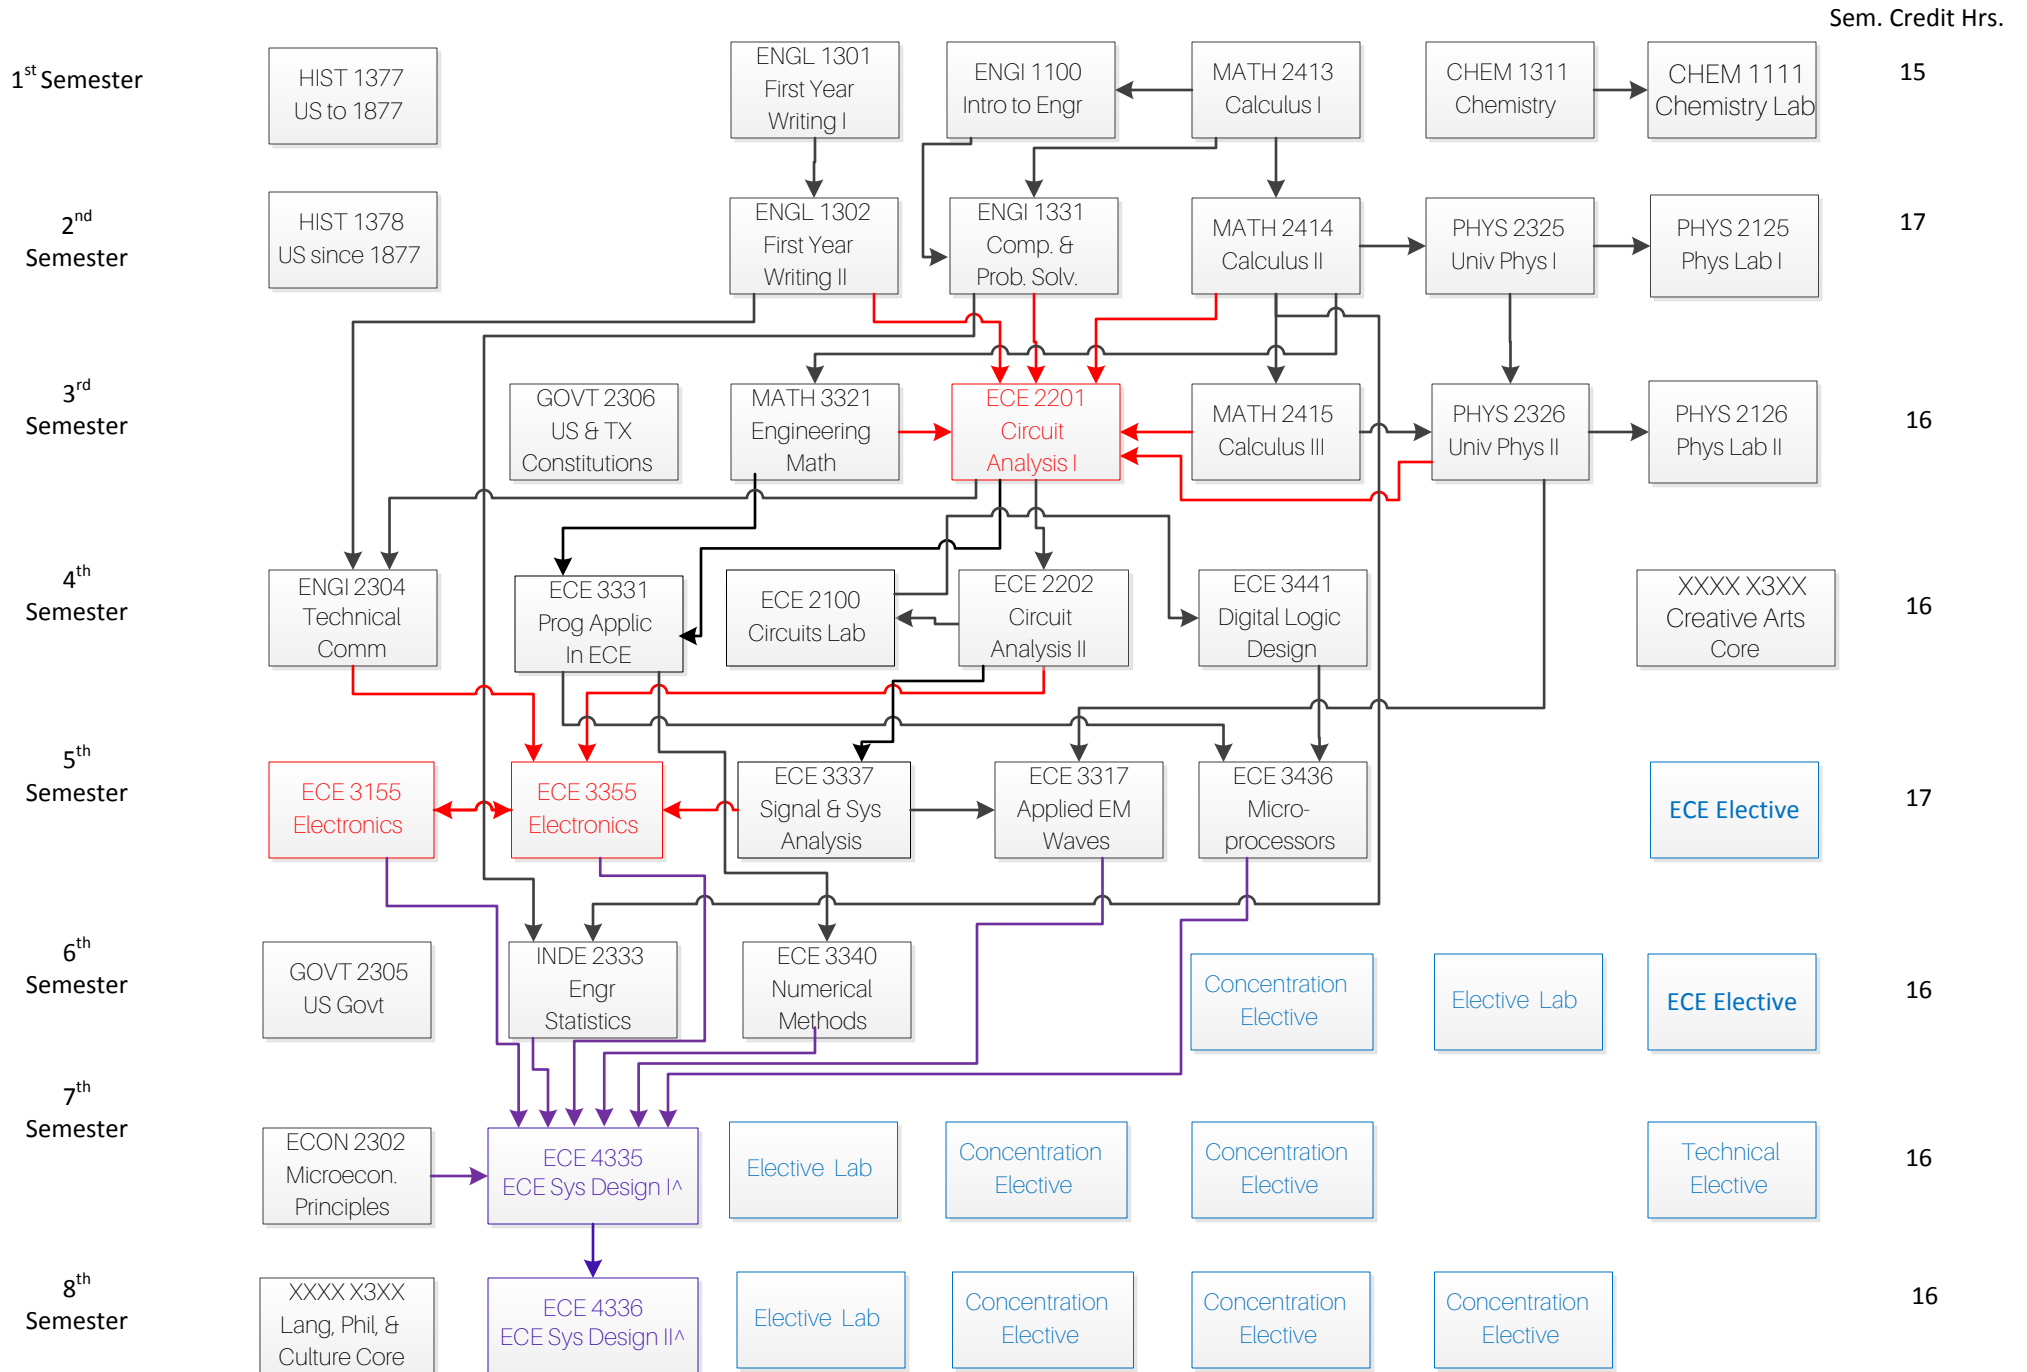 Sem. Credit Hrs.
1st Semester
HIST 1377
US to 1877
ENGL 1301
First Year
Writing I
ENGI 1100
Intro to Engr
MATH 2413
Calculus I
CHEM 1311
Chemistry
CHEM 1111
Chemistry Lab
15
2nd
Semester
HIST 1378
US since 1877
ENGL 1302
First Year
Writing II
ENGI 1331
Comp. &
Prob. Solv.
MATH 2414
Calculus II
PHYS 2325
Univ Phys I
PHYS 2125
Phys Lab I
17
3rd
Semester
GOVT 2306
US & TX
Constitutions
MATH 3321
Engineering
Math
ECE 2201
Circuit
Analysis I
MATH 2415
Calculus III
PHYS 2326
Univ Phys II
PHYS 2126
Phys Lab II
16
4th
Semester
ENGI 2304
Technical
Comm
ECE 3331
Prog Applic
In ECE
ECE 2100
Circuits Lab
ECE 2202
Circuit
Analysis II
ECE 3441
Digital Logic
Design
XXXX X3XX
Creative Arts
Core
16
5th
Semester
ECE 3155
Electronics
ECE 3355
Electronics
ECE 3337
Signal & Sys
Analysis
ECE 3317
Applied EM
Waves
ECE 3436
Micro-
processors
ECE Elective
17
6th
Semester
GOVT 2305
US Govt
INDE 2333
Engr
Statistics
ECE 3340
Numerical
Methods
Concentration
Elective
Elective Lab
ECE Elective
16
7th
Semester
ECON 2302
Microecon.
Principles
ECE 4335
ECE Sys Design I^
Elective Lab
Concentration
Elective
Concentration
Elective
Technical
Elective
16
8th
Semester
XXXX X3XX
Lang, Phil, &
Culture Core
ECE 4336
ECE Sys Design II^
Elective Lab
Concentration
Elective
Concentration
Elective
Concentration
Elective
16